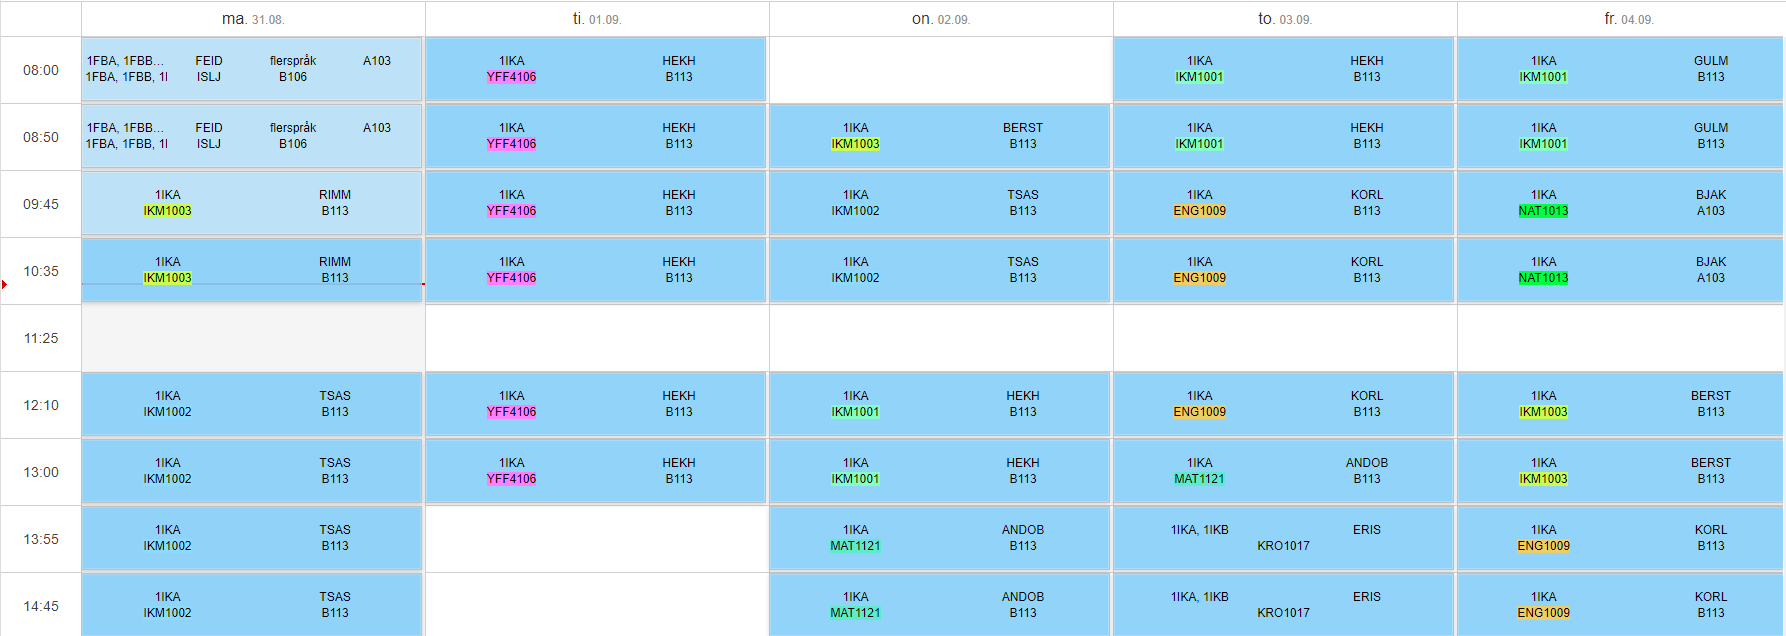 ma. 31.08. ti. 01.09. on. 02.09. to. 03.09. fr. 04.09.
08:00
1FBA, 1FBB... FEID flerspråk A103
1FBA, 1FBB, 1I ISLJ B106
1IKA HEKH
YFF4106 B113
1IKA HEKH
IKM1001 B113
1IKA GULM
IKM1001 B113
08:50
1FBA, 1FBB... FEID flerspråk A103
1FBA, 1FBB, 1I ISLJ B106
1IKA HEKH
YFF4106 B113
1IKA BERST
IKM1003 B113
1IKA HEKH
IKM1001 B113
1IKA GULM
IKM1001 B113
09:45
1IKA RIMM
IKM1003 B113
1IKA HEKH
YFF4106 B113
1IKA TSAS
IKM1002 B113
1IKA KORL
ENG1009 B113
1IKA BJAK
NAT1013 A103
10:35
1IKA RIMM
IKM1003 B113
1IKA HEKH
YFF4106 B113
1IKA TSAS
IKM1002 B113
1IKA KORL
ENG1009 B113
1IKA BJAK
NAT1013 A103
11:25
12:10
1IKA TSAS
IKM1002 B113
1IKA HEKH
YFF4106 B113
1IKA HEKH
IKM1001 B113
1IKA KORL
ENG1009 B113
1IKA BERST
IKM1003 B113
13:00
1IKA TSAS
IKM1002 B113
1IKA HEKH
YFF4106 B113
1IKA HEKH
IKM1001 B113
1IKA ANDOB
MAT1121 B113
1IKA BERST
IKM1003 B113
13:55
1IKA TSAS
IKM1002 B113
1IKA ANDOB
MAT1121 B113
1IKA, 1IKB ERIS
KRO1017
1IKA KORL
ENG1009 B113
14:45
1IKA TSAS
IKM1002 B113
1IKA ANDOB
MAT1121 B113
1IKA, 1IKB ERIS
KRO1017
1IKA KORL
ENG1009 B113